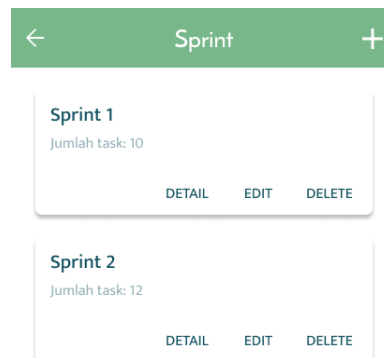 Sprint
Sprint 1
Jumlah task: 10
DETAIL EDIT DELETE
Sprint 2
Jumlah task: 12
DETAIL EDIT DELETE